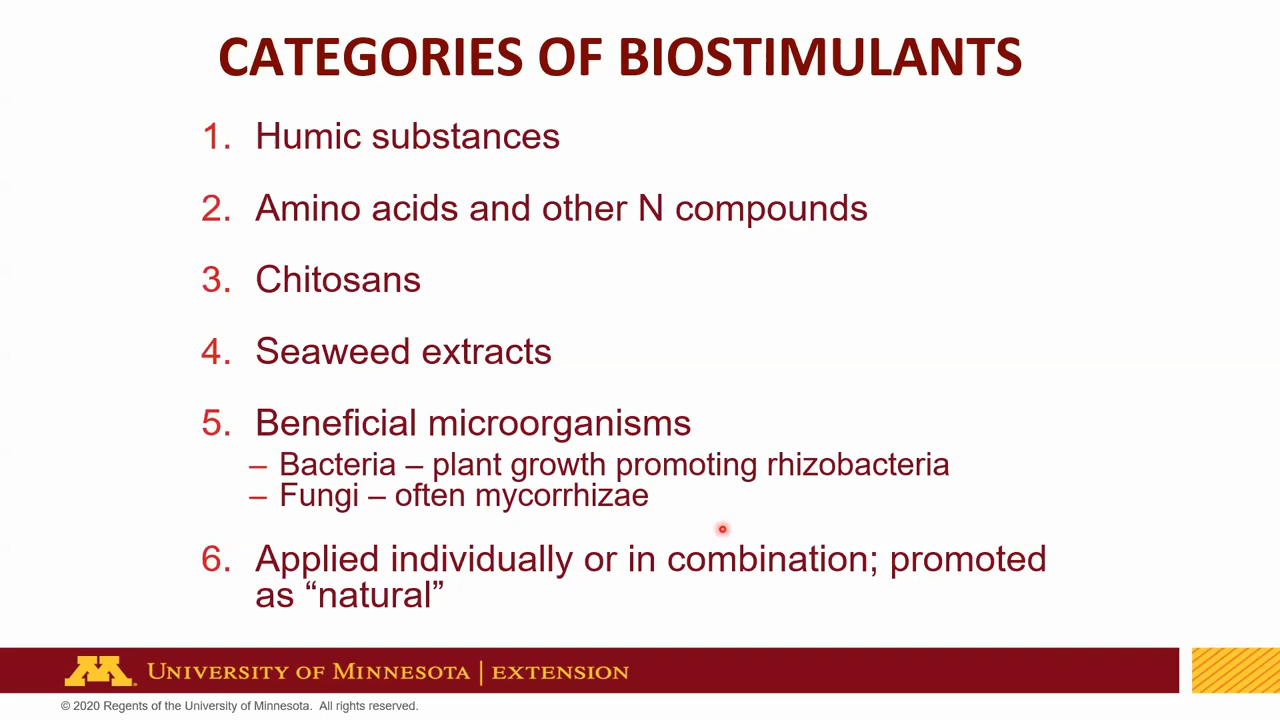 CATEGORIES OF BIOSTIMULANTS
1. Humic substances
2. Amino acids and other N compounds
3. Chitosans
4. Seaweed extracts
5. Beneficial microorganisms
– Bacteria – plant growth promoting rhizobacteria
– Fungi – often mycorrhizae
6. Applied individually or in combination; promoted
as “natural”
M. UNIVERSITY OF MINNESOTA | EXTENSION
© 2020 Regents of the University of Minnesota. All rights reserved.